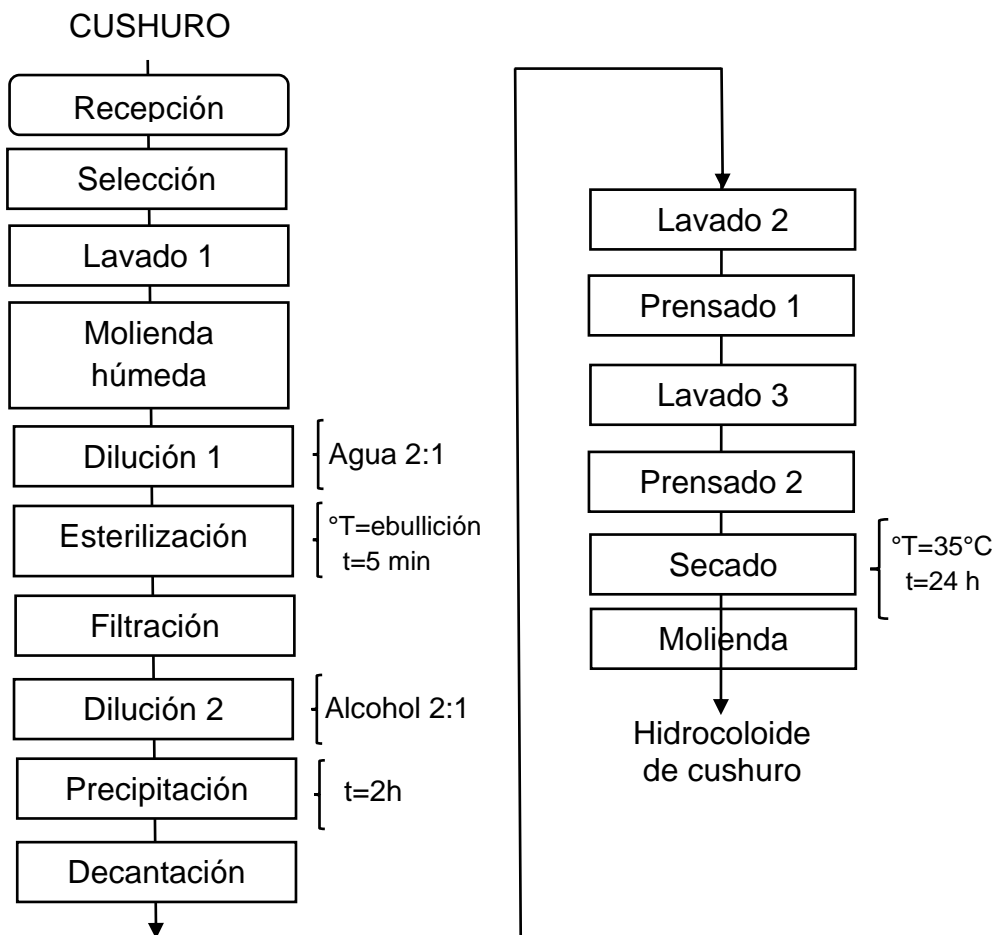 CUSHURO
Recepción
Selección
Lavado 1
Molienda
húmeda
Dilución 1
Agua 2:1
Esterilización
°T=ebullición
t=5 min
Filtración
Dilución 2
Alcohol 2:1
Precipitación
t=2h
Decantación
Lavado 2
Prensado 1
Lavado 3
Prensado 2
Secado
°T=35°C
t=24 h
Molienda
Hidrocoloide
de cushuro